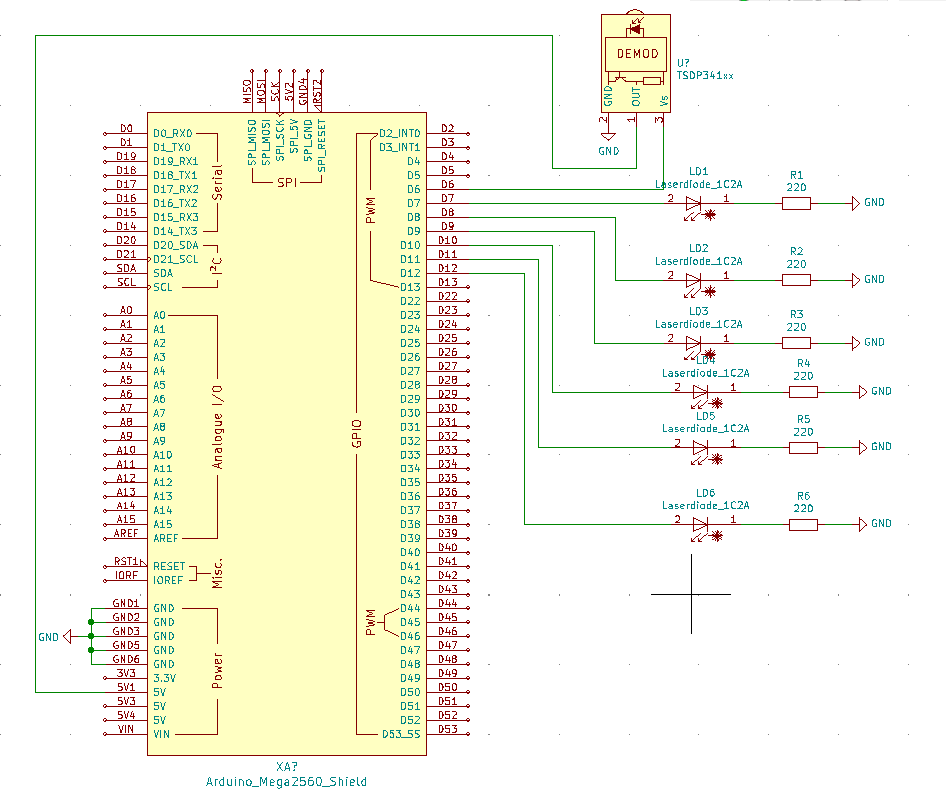 DEMOD
GND
OUT
Vs
2
1
3
U?
TSDP341xx
GND
MISO
MOSI
SCK
5V2
GND4
RST2
SPI_MISO
SPI_MOSI
SPI_SCK
SPI_5V
SPI_GND
SPI_RESET
SPI
D0
D1
D19
D18
D17
D16
D15
D14
D20
D21
SDA
SCL
D0_RX0
D1_TX0
D19_RX1
D18_TX1
D17_RX2
D16_TX2
D15_RX3
D14_TX3
D20_SDA
D21_SCL
SDA
SCL
Serial
I²C
A0
A1
A2
A3
A4
A5
A6
A7
A8
A9
A10
A11
A12
A13
A14
A15
AREF
A0
A1
A2
A3
A4
A5
A6
A7
A8
A9
A10
A11
A12
A13
A14
A15
AREF
Analogue I/O
RST1
IORF
RESET
IOREF
Misc.
GND
GND1
GND2
GND3
GND5
GND6
3V3
5V1
5V3
5V4
VIN
GND
GND
GND
GND
GND
3.3V
5V
5V
5V
VIN
Power
PWM
GPIO
PWM
D2_INT0
D3_INT1
D4
D5
D6
D7
D8
D9
D10
D11
D12
D13
D22
D23
D24
D25
D26
D27
D28
D29
D30
D31
D32
D33
D34
D35
D36
D37
D38
D39
D40
D41
D42
D43
D44
D45
D46
D47
D48
D49
D50
D51
D52
D53_SS
D2
D3
D4
D5
D6
D7
D8
D9
D10
D11
D12
D13
D22
D23
D24
D25
D26
D27
D28
D29
D30
D31
D32
D33
D34
D35
D36
D37
D38
D39
D40
D41
D42
D43
D44
D45
D46
D47
D48
D49
D50
D51
D52
D53
XA?
Arduino_Mega2560_Shield
LD1
Laserdiode_1C2A
2
1
R1
220
GND
LD2
Laserdiode_1C2A
2
1
R2
220
GND
LD3
Laserdiode_1C2A
2
1
R3
220
GND
LD4
Laserdiode_1C2A
2
1
R4
220
GND
LD5
Laserdiode_1C2A
2
1
R5
220
GND
LD6
Laserdiode_1C2A
2
1
R6
220
GND